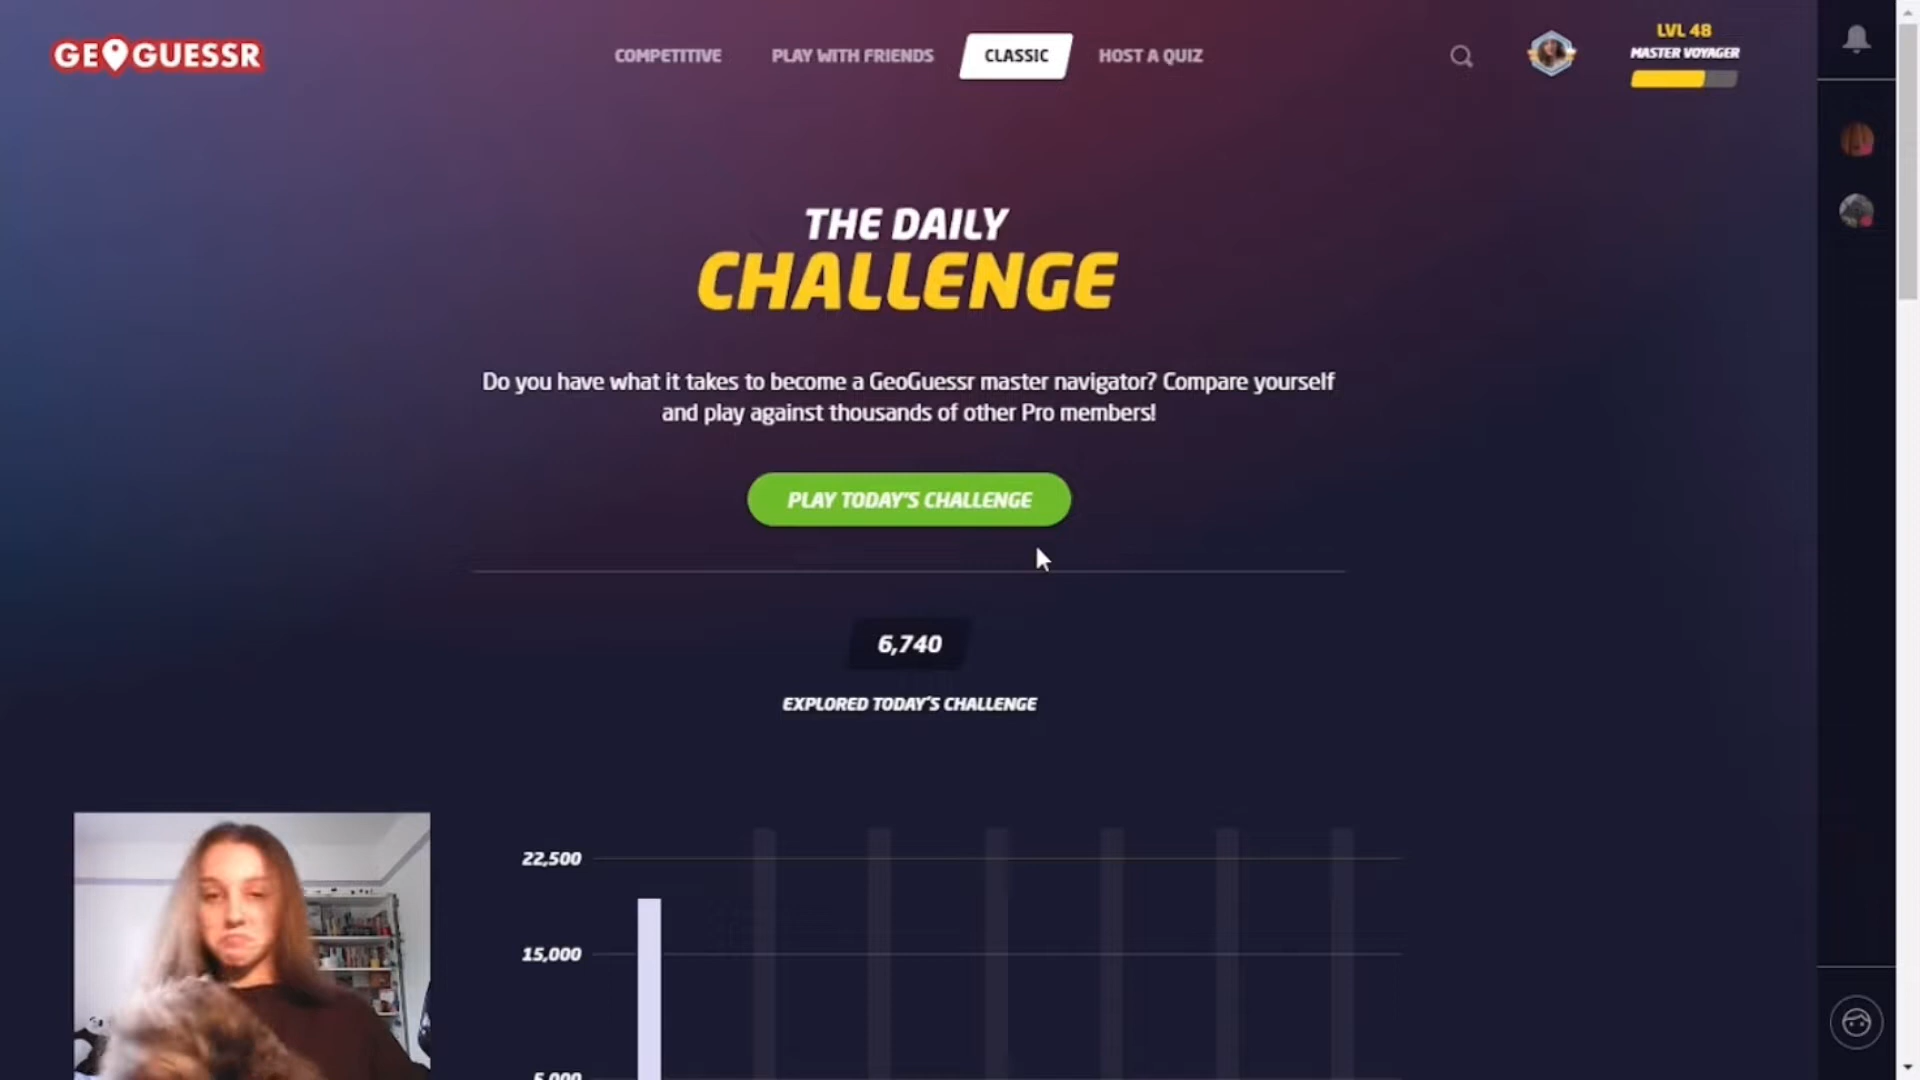 GEOGUESSR
COMPETITIVE
PLAY WITH FRIENDS
CLASSIC
HOST A QUIZ
LVL 48
MASTER VOYAGER
THE DAILY
CHALLENGE
Do you have what it takes to become a GeoGuessr master navigator? Compare yourself
and play against thousands of other Pro members!
PLAY TODAY'S CHALLENGE
6,740
EXPLORED TODAY'S CHALLENGE
22,500
15,000
5,000